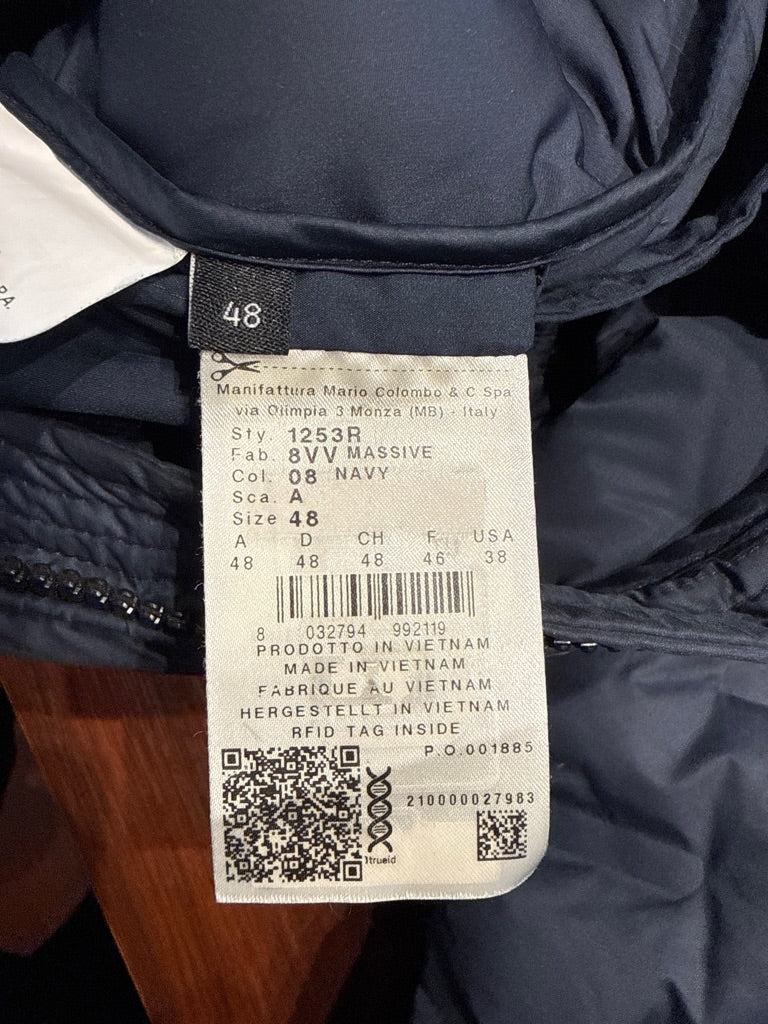 P.A.
48
Manifattura Mario Colombo & C Spa
via Olimpia 3 Monza (MB) - Italy
Sty. 1253R
Fab. 8VV MASSIVE
Col. 08 NAVY
Sca. A
Size 48
A D CH F USA
48 48 48 46 38
8 032794 992119
PRODOTTO IN VIETNAM
MADE IN VIETNAM
FABRIQUE AU VIETNAM
HERGESTELLT IN VIETNAM
RFID TAG INSIDE
P.O.001885
210000027983
1trueid